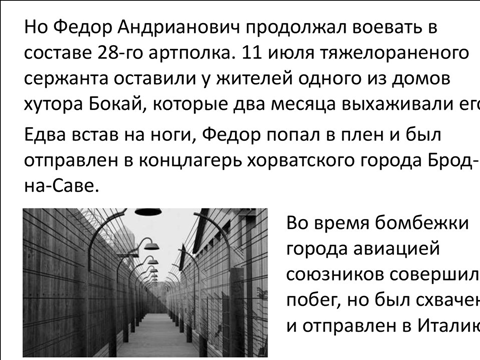 Но Федор Андрианович продолжал воевать в
составе 28-го артполка. 11 июля тяжелораненого
сержанта оставили у жителей одного из домов
хутора Бокай, которые два месяца выхаживали его
Едва встав на ноги, Федор попал в плен и был
отправлен в концлагерь хорватского города Брод-
на-Саве.
Во время бомбежки
города авиацией
союзников совершил
побег, но был схвачен
и отправлен в Италию